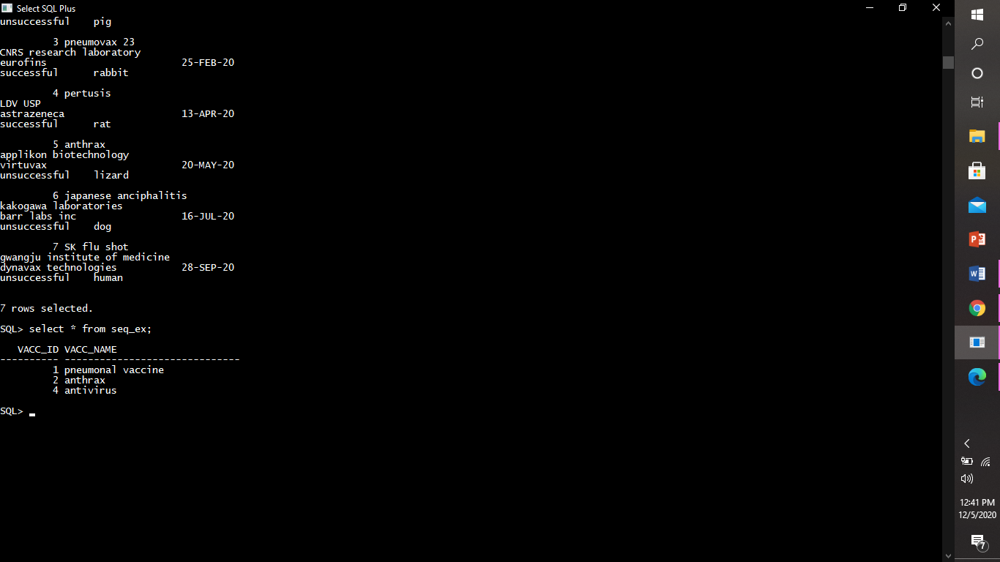 Select SQL Plus
unsuccessful    pig
         3 pneumovax 23
CNRS research laboratory
eurofins                       25-FEB-20
successful      rabbit
         4 pertusis
LDV USP
astrazeneca                    13-APR-20
successful      rat
         5 anthrax
applikon biotechnology
virtuvax                       20-MAY-20
unsuccessful    lizard
         6 japanese anciphalitis
kakogawa laboratories
barr labs inc                  16-JUL-20
unsuccessful    dog
         7 SK flu shot
gwangju institute of medicine
dynavax technologies           28-SEP-20
unsuccessful    human
7 rows selected.
SQL> select * from seq_ex;
   VACC_ID VACC_NAME
---------- ------------------------------
         1 pneumonal vaccine
         2 anthrax
         4 antivirus
SQL>
12:41 PM
12/5/2020
7